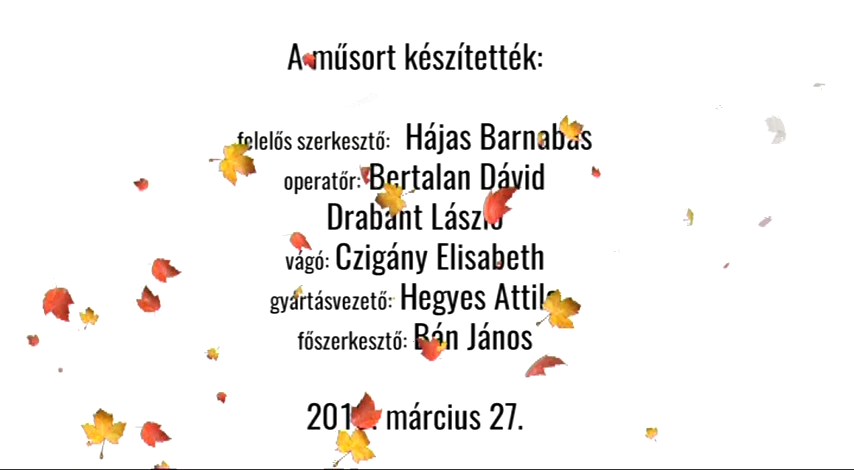 A műsort készítették:
felelős szerkesztő: Hájas Barnabás
operatőr: Bertalan Dávid
Drabant László
vágó: Czigány Elisabeth
gyártásvezető: Hegyes Attila
főszerkesztő: Bán János
március 27.